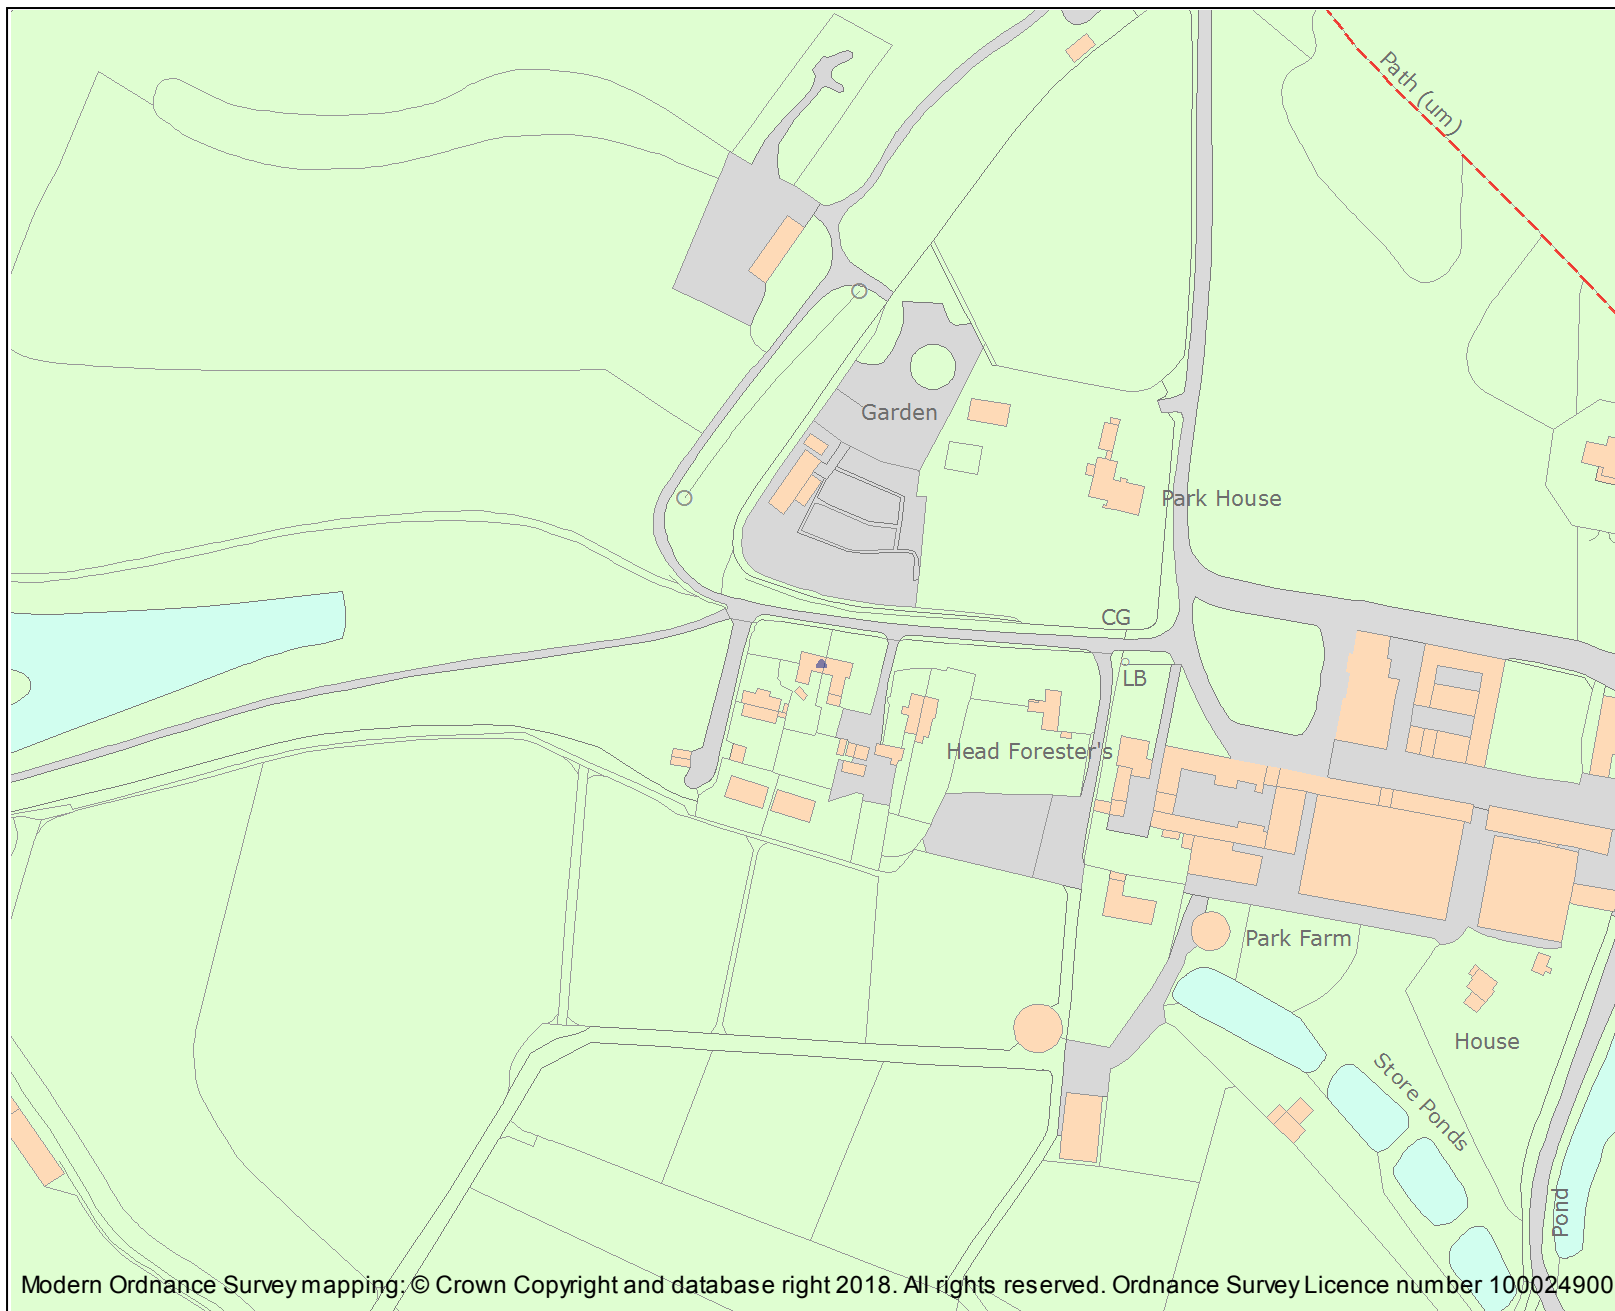 Path (um)
Garden
Park House
CG
LB
Head Forester's
Park Farm
House
Store Ponds
Pond
Modern Ordnance Survey mapping: © Crown Copyright and database right 2018. All rights reserved. Ordnance Survey Licence number 100024900